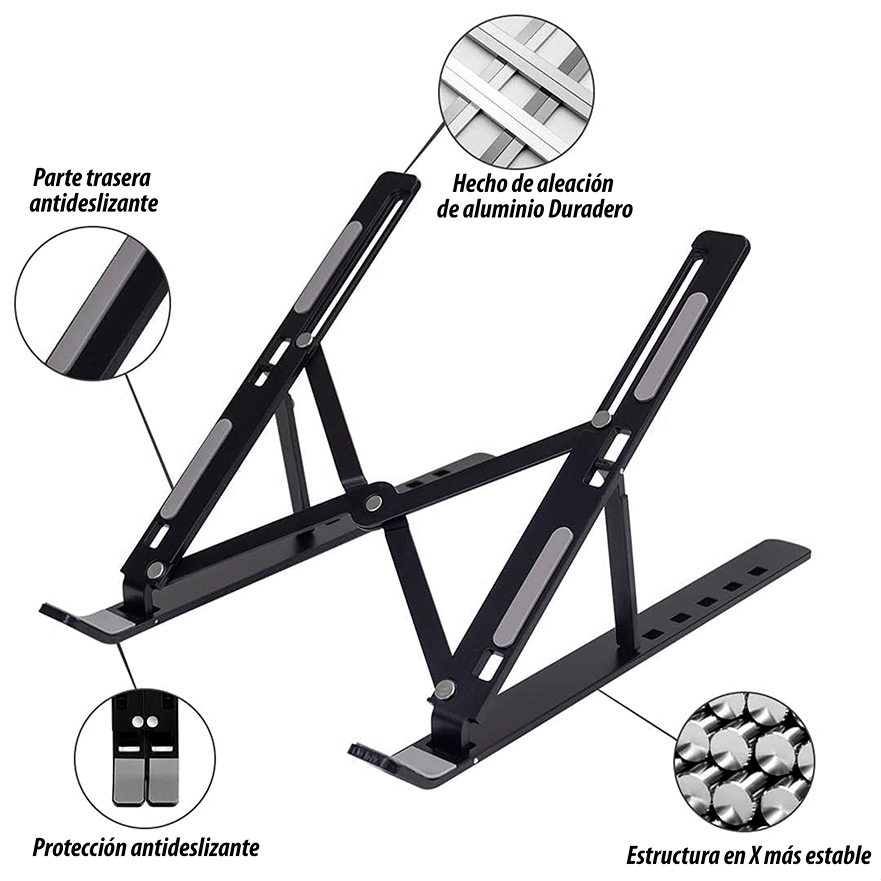 Hecho de aleación
de aluminio Duradero
Parte trasera
antideslizante
Protección antideslizante
Estructura en X más estable